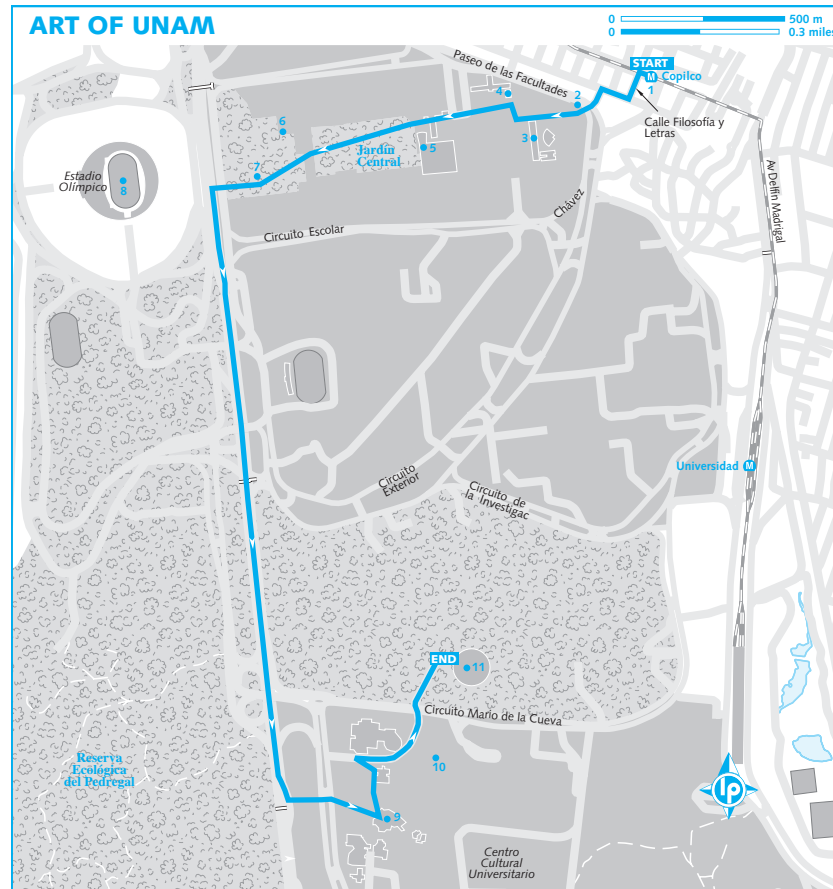 ART OF UNAM
0 500 m
0 0.3 miles
START
M Copilco
1
Paseo de las Facultades
2
4
Calle Filosofía y
Letras
3
6
Jardín
Central
5
7
Estadio
Olímpico
8
Av Delfín Madrigal
Chávez
Circuito Escolar
Universidad M
Circuito
Exterior
Circuito de
la Investigac
END
11
Circuito Mario de la Cueva
10
Reserva
Ecológica
del Pedregal
lp
9
Centro
Cultural
Universitario